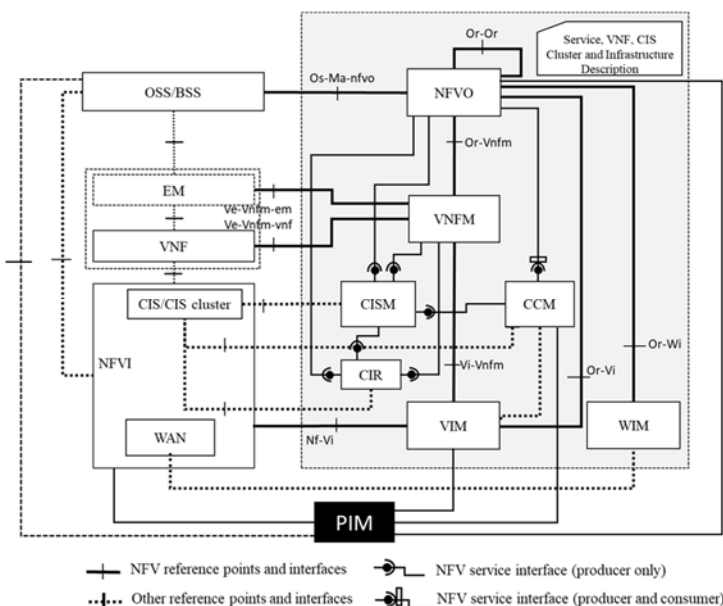 Or-Or
Service, VNF, CIS
Cluster and Infrastructure
Description
Os-Ma-nfvo
OSS/BSS
NFVO
Or-Vnfm
EM
Ve-Vnfm-em
Ve-Vnfm-vnf
VNFM
VNF
CIS/CIS cluster
CISM
CCM
NFVI
CIR
Vi-Vnfm
Or-Vi
Or-Wi
WAN
Nf-Vi
VIM
WIM
PIM
NFV reference points and interfaces
NFV service interface (producer only)
Other reference points and interfaces
NFV service interface (producer and consumer)